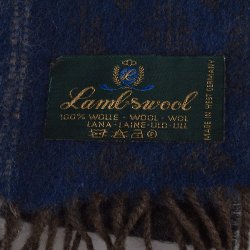 Lambswool
100% WOLLE - WOOL - WOL
LANA - LAINE - ULD - ULL
MADE IN WEST GERMANY